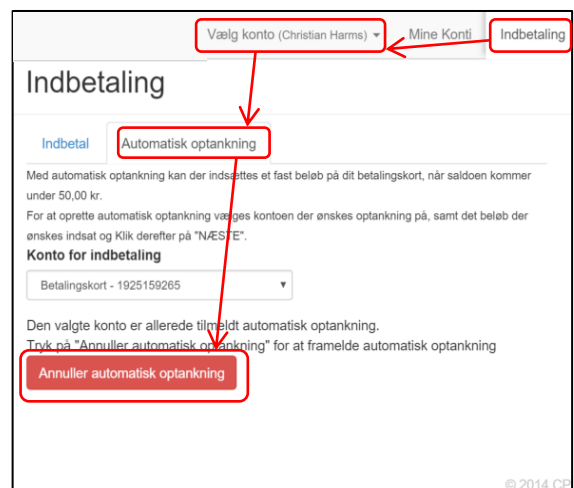 Vælg konto (Christian Harms) Mine Konti Indbetaling
Indbetaling
Indbetal Automatisk optankning
Med automatisk optankning kan der indsættes et fast beløb på dit betalingskort, når saldoen kommer
under 50,00 kr.
For at oprette automatisk optankning vælges kontoen der ønskes optankning på, samt det beløb der
ønskes indsat og Klik derefter på "NÆSTE".
Konto for indbetaling
Betalingskort - 1925159265
Den valgte konto er allerede tilmeldt automatisk optankning.
Tryk på "Annuller automatisk optankning" for at framelde automatisk optankning
Annuller automatisk optankning
© 2014 CP